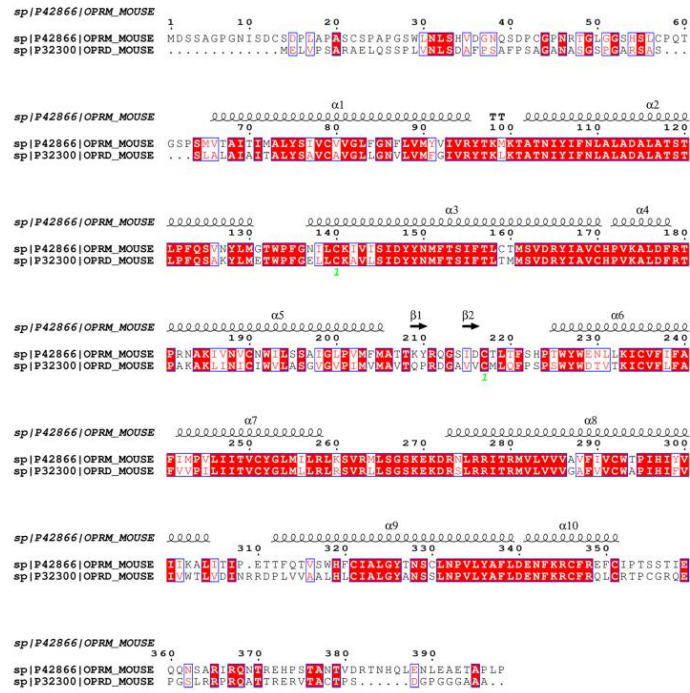 1 10 20 30 40 50 60
sp|P42866|OPRM_MOUSE
sp|P42866|OPRM_MOUSE MDSSAGPGNISDCSDPLAPASCSPAPGSWLNLSHVDGNQSDPCGPNRTGLGGSHSLCPQT
sp|P32300|OPRD_MOUSE .............MELVPSARAELQSSPLVNLSDAFPSAFPSAGANASGSPGARSAS...
α1 TT α2
sp|P42866|OPRM_MOUSE
70 80 90 100 110 120
sp|P42866|OPRM_MOUSE GSPSMVTAITIMALYSIVCVVGLFGNFLVMYVIVRYTKMKTATNIYIFNLALADALATST
sp|P32300|OPRD_MOUSE ...SLALAIAITALYSAVCAVGLLGNVLVMFGIVRYTKLKTATNIYIFNLALADALATST
α3 α4
sp|P42866|OPRM_MOUSE
130 140 150 160 170 180
sp|P42866|OPRM_MOUSE LPFQSVNYLMGTWPFGNILCKIVISIDYYNMFTSIFTLCTMSVDRYIAVCHPVKALDFRT
sp|P32300|OPRD_MOUSE LPFQSAKYLMETWPFGELLCKAVLSIDYYNMFTSIFTLTMMSVDRYIAVCHPVKALDFRT
1
α5 β1 β2 α6
sp|P42866|OPRM_MOUSE
190 200 210 220 230 240
sp|P42866|OPRM_MOUSE PRNAKIVNVCNWILSSAIGLPVMFMATTKYRQGSIDCTLTFSHPTWYWENLLKICVFIFA
sp|P32300|OPRD_MOUSE PAKAKLINICIWVLASGVGVPIMVMAVTQPRDGAVVCMLQFPSPSWYWDTVTKICVFLFA
1
α7 α8
sp|P42866|OPRM_MOUSE
250 260 270 280 290 300
sp|P42866|OPRM_MOUSE FIMPVLIITVCYGLMILRLKSVRMLSGSKEKDRNLRRITRMVLVVVAVFIVCWTPIHIYV
sp|P32300|OPRD_MOUSE FVVPILIITVCYGLMLLRLRSVRLLSGSKEKDRSLRRITRMVLVVVGAFVVCWAPIHIFV
α9 α10
sp|P42866|OPRM_MOUSE
310 320 330 340 350
sp|P42866|OPRM_MOUSE IIKALITIP.ETTFQTVSWHFCIALGYTNSCLNPVLYAFLDENFKRCFREFCIPTSSTIE
sp|P32300|OPRD_MOUSE IVWTLVDINRRDPLVVAALHLCIALGYANSSLNPVLYAFLDENFKRCFRQLCRTPCGRQE
sp|P42866|OPRM_MOUSE
360 370 380 390
sp|P42866|OPRM_MOUSE QQNSARIRQNTREHPSTANTVDRTNHQLENLEAETAPLP
sp|P32300|OPRD_MOUSE PGSLRRPRQATTRERVTACTPS......DGPGGGAAA..